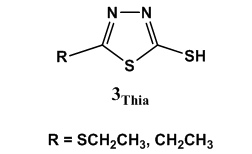 N N
R S SH
3Thia
R = SCH2CH3, CH2CH3